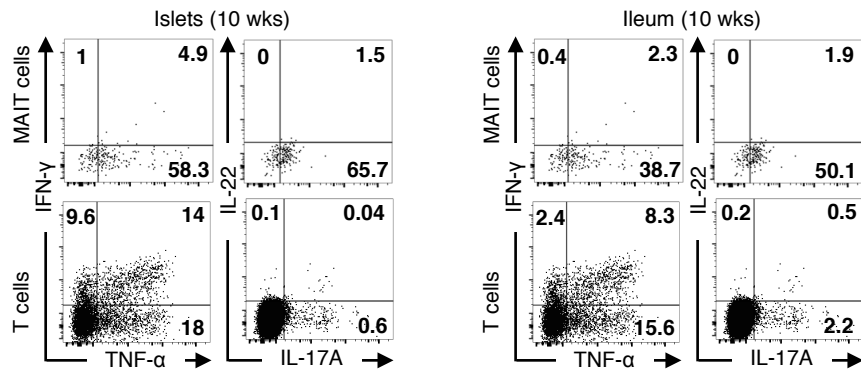 Islets (10 wks)
Ileum (10 wks)
MAIT cells
IFN-γ
1
4.9
58.3
IL-22
0
1.5
65.7
MAIT cells
IFN-γ
0.4
2.3
38.7
IL-22
0
1.9
50.1
T cells
9.6
14
18
0.1
0.04
0.6
T cells
2.4
8.3
15.6
0.2
0.5
2.2
TNF-α
IL-17A
TNF-α
IL-17A